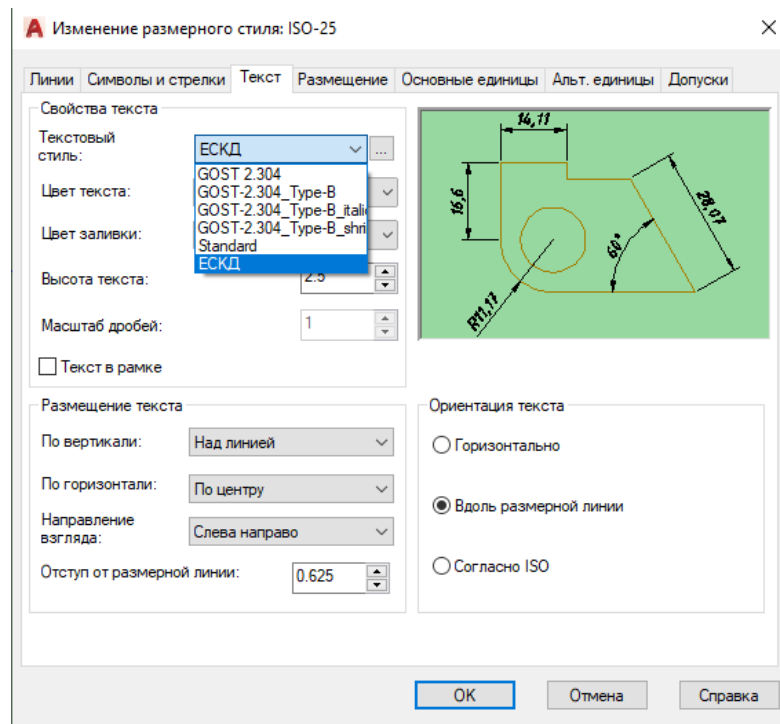 Изменение размерного стиля: ISO-25
Линии Символы и стрелки Текст Размещение Основные единицы Альт. единицы Допуски
Свойства текста
Текстовый стиль:
ЕСКД
...
GOST 2.304
GOST-2.304_Type-B
GOST-2.304_Type-B_itali
GOST-2.304_Type-B_shri
Standard
ЕСКД
Цвет текста:
Цвет заливки:
Высота текста:
2.5
Масштаб дробей:
1
Текст в рамке
14,11
16,6
28,07
60°
R11,17
Размещение текста
По вертикали:
Над линией
По горизонтали:
По центру
Направление взгляда:
Слева направо
Отступ от размерной линии:
0.625
Ориентация текста
Горизонтально
Вдоль размерной линии
Согласно ISO
OK
Отмена
Справка